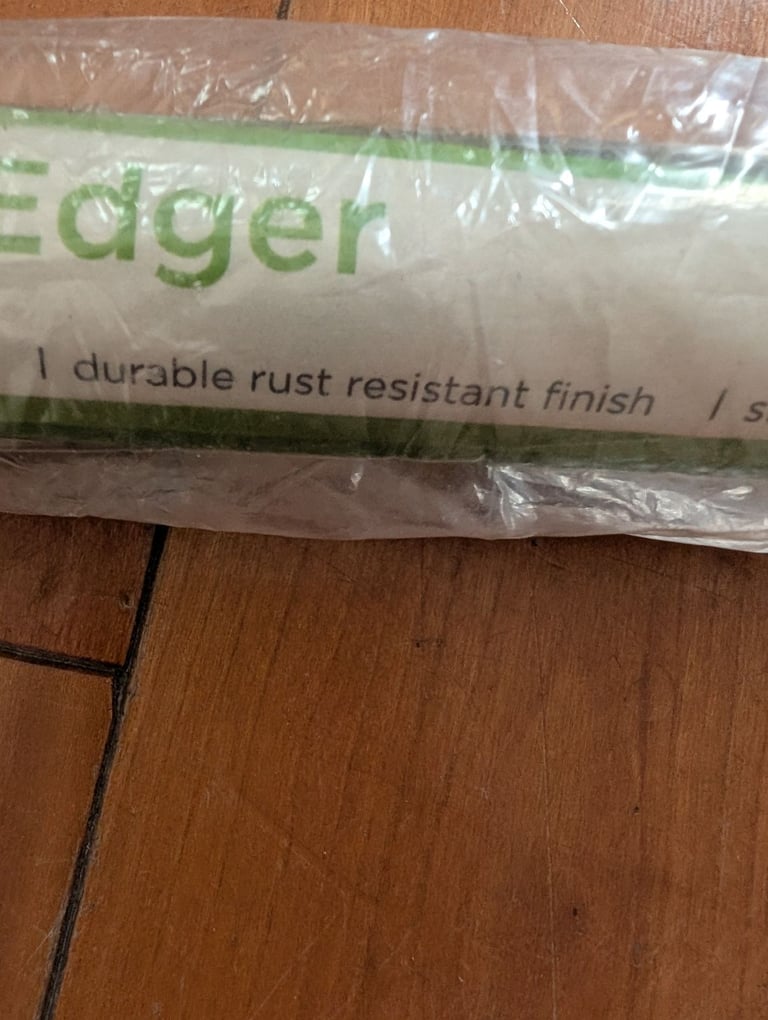 Edger
| durable rust resistant finish |